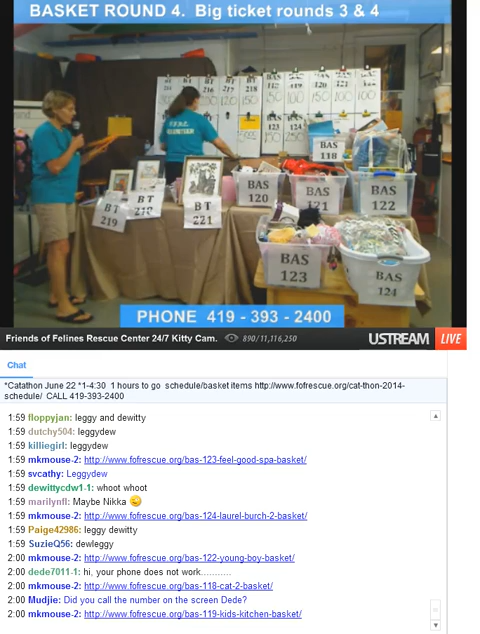 BASKET ROUND 4. Big ticket rounds 3 & 4
216
217
218
BAS
118
BAS
120
BAS
121
BAS
122
BT
219
BT
BT
221
BAS
123
BAS
124
PHONE 419 - 393 - 2400
Friends of Felines Rescue Center 24/7 Kitty Cam. 890/11,116,250 USTREAM LIVE
Chat
*Catathon June 22 *1-4:30 1 hours to go schedule/basket items http://www.fofrescue.org/cat-thon-2014-
schedule/ CALL 419-393-2400
1:59 floppyjan: leggy and dewitty
1:59 dutchy504: leggydew
1:59 killiegirl: leggydew
1:59 mkmouse-2: http://www.fofrescue.org/bas-123-feel-good-spa-basket/
1:59 svcathy: Leggydew
1:59 dewittycdw1-1: whoot whoot
1:59 marilynfl: Maybe Nikka
1:59 mkmouse-2: http://www.fofrescue.org/bas-124-laurel-burch-2-basket/
1:59 Paige42986: leggy dewitty
1:59 SuzieQ56: dewleggy
2:00 mkmouse-2: http://www.fofrescue.org/bas-122-young-boy-basket/
2:00 dede7011-1: hi, your phone does not work...........
2:00 mkmouse-2: http://www.fofrescue.org/bas-118-cat-2-basket/
2:00 Mudjie: Did you call the number on the screen Dede?
2:00 mkmouse-2: http://www.fofrescue.org/bas-119-kids-kitchen-basket/